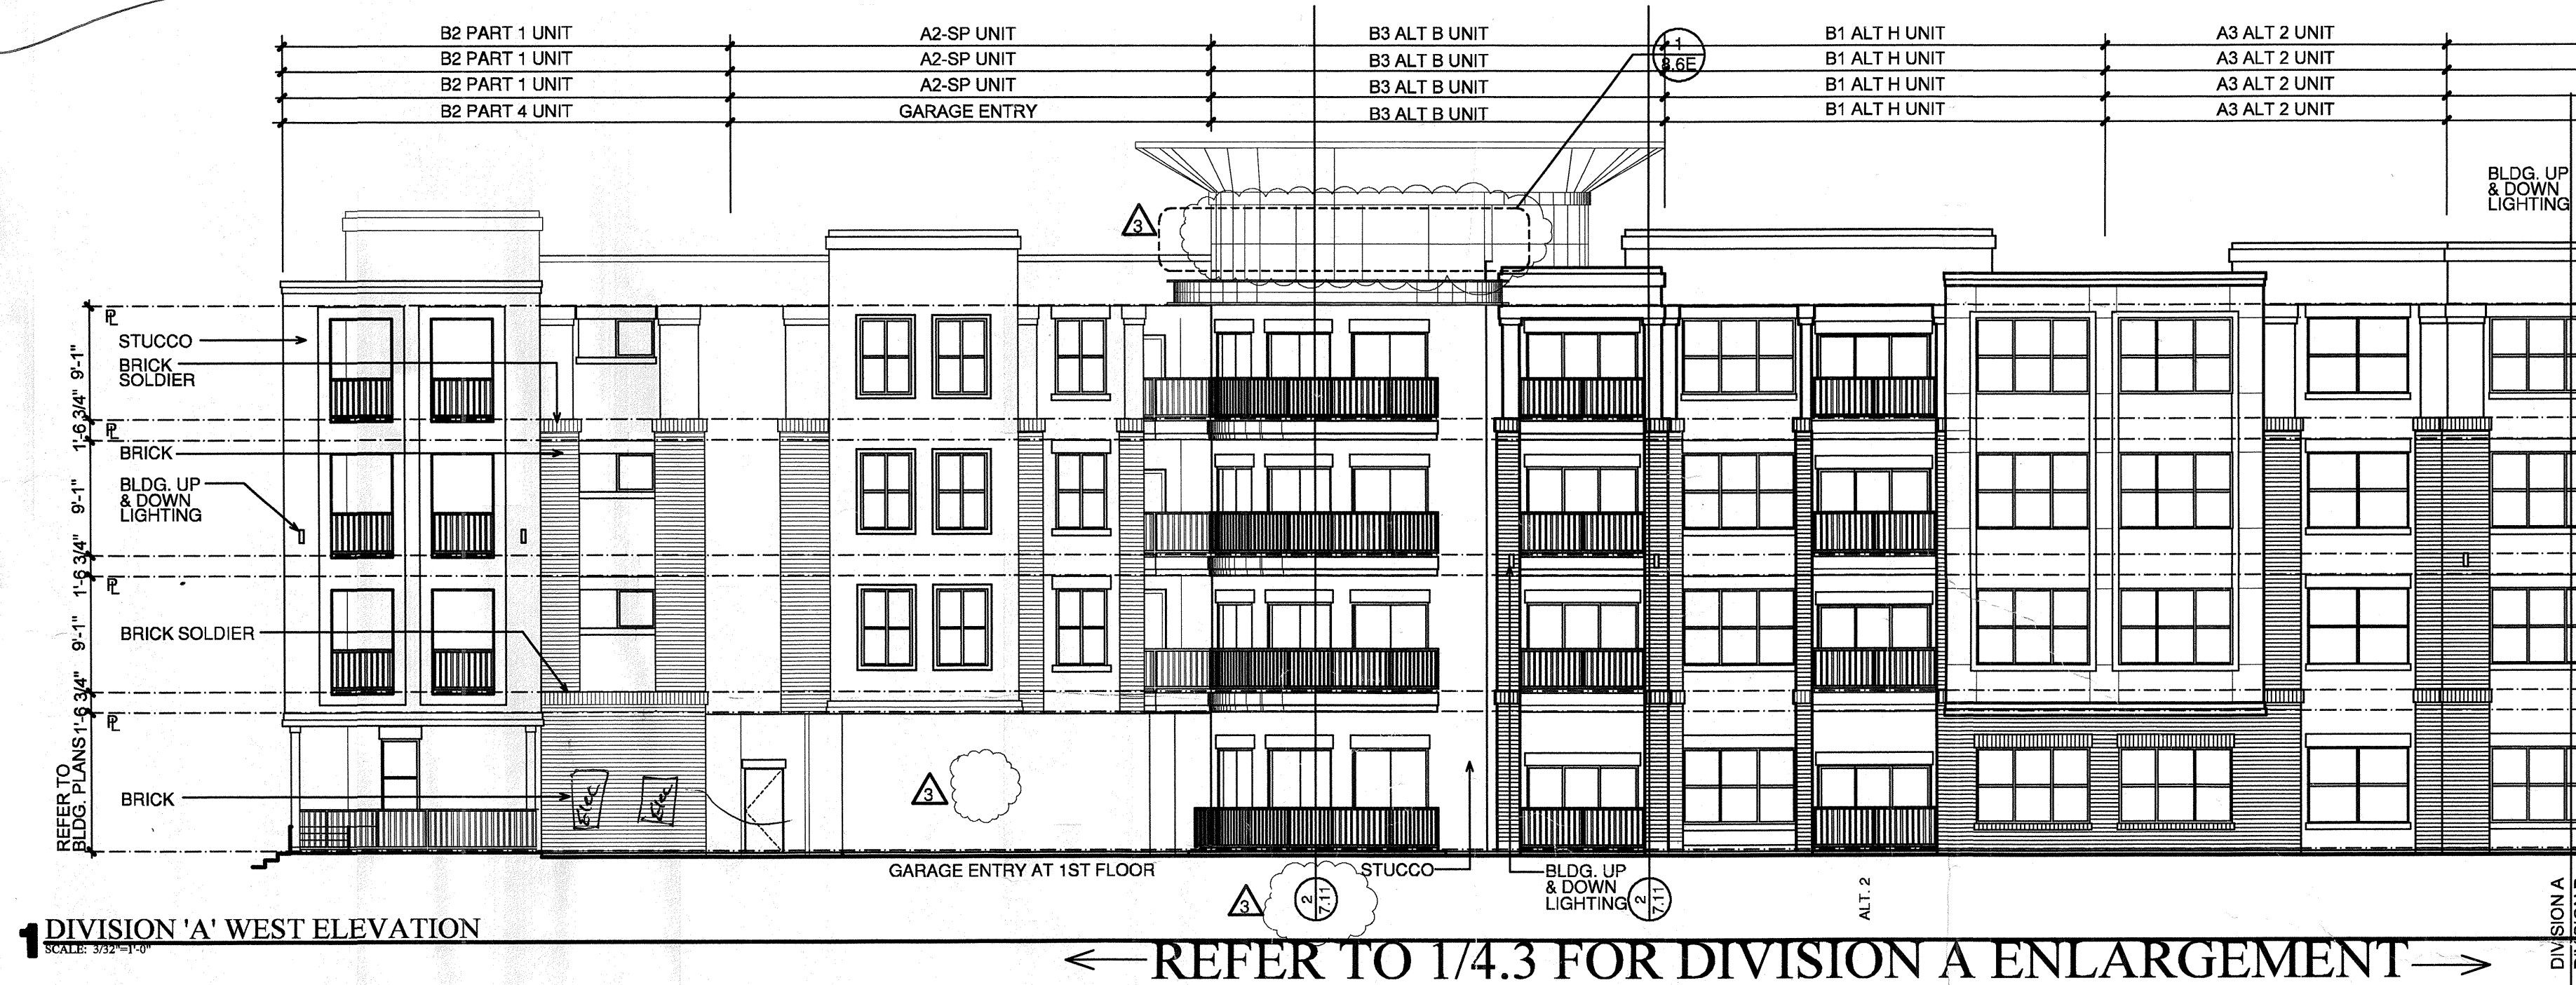 B2 PART 1 UNIT
A2-SP UNIT
B3 ALT B UNIT
B1 ALT H UNIT
A3 ALT 2 UNIT
B2 PART 1 UNIT
A2-SP UNIT
B3 ALT B UNIT
B1 ALT H UNIT
A3 ALT 2 UNIT
B2 PART 1 UNIT
A2-SP UNIT
B3 ALT B UNIT
B1 ALT H UNIT
A3 ALT 2 UNIT
B2 PART 4 UNIT
GARAGE ENTRY
B3 ALT B UNIT
B1 ALT H UNIT
A3 ALT 2 UNIT
1
8.6E
BLDG. UP
& DOWN
LIGHTING
3
PL
STUCCO
BRICK
SOLDIER
PL
BRICK
BLDG. UP
& DOWN
LIGHTING
PL
BRICK SOLDIER
PL
BRICK
9'-1"
1'-6 3/4"
9'-1"
1'-6 3/4"
9'-1"
1'-6 3/4"
REFER TO
BLDG. PLANS
Elec
Elec
3
GARAGE ENTRY AT 1ST FLOOR
STUCCO
BLDG. UP
& DOWN
LIGHTING
3
2
7.11
2
7.11
ALT. 2
DIVISION A
1 DIVISION 'A' WEST ELEVATION
SCALE: 3/32"=1'-0"
REFER TO 1/4.3 FOR DIVISION A ENLARGEMENT